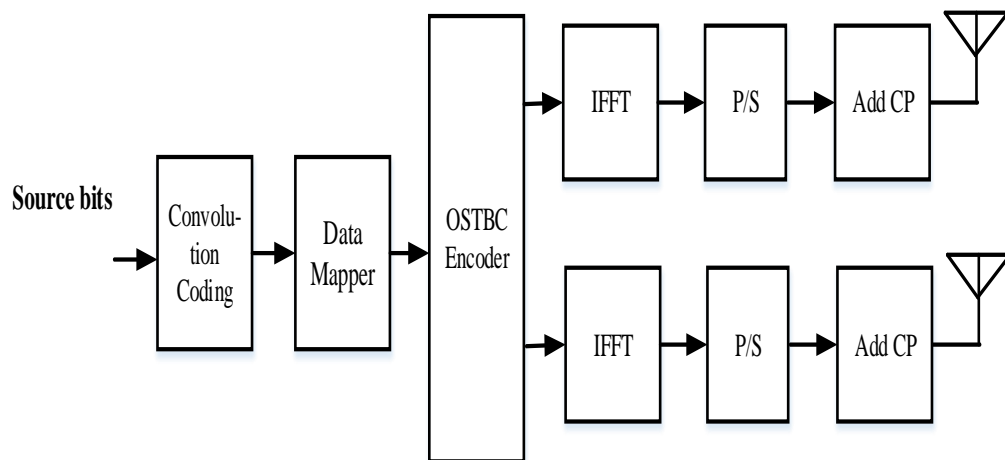 Source bits
Convolu-
tion
Coding
Data
Mapper
OSTBC
Encoder
IFFT
P/S
Add CP
IFFT
P/S
Add CP